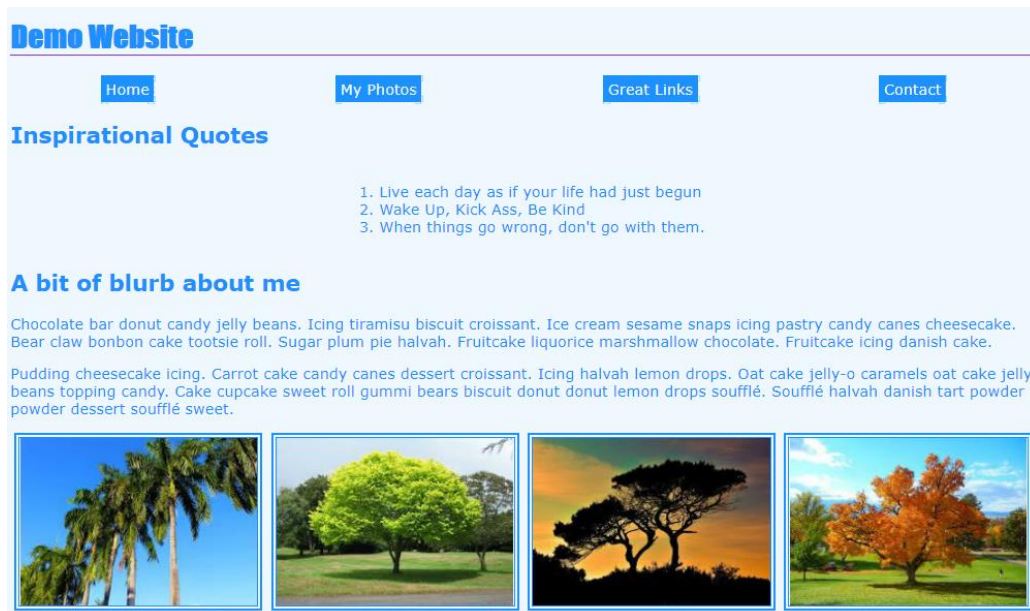 Demo Website
Home My Photos Great Links Contact
Inspirational Quotes
1. Live each day as if your life had just begun
2. Wake Up, Kick Ass, Be Kind
3. When things go wrong, don't go with them.
A bit of blurb about me
Chocolate bar donut candy jelly beans. Icing tiramisu biscuit croissant. Ice cream sesame snaps icing pastry candy canes cheesecake.
Bear claw bonbon cake tootsie roll. Sugar plum pie halvah. Fruitcake liquorice marshmallow chocolate. Fruitcake icing danish cake.
Pudding cheesecake icing. Carrot cake candy canes dessert croissant. Icing halvah lemon drops. Oat cake jelly-o caramels oat cake jelly
beans topping candy. Cake cupcake sweet roll gummi bears biscuit donut donut lemon drops soufflé. Soufflé halvah danish tart powder
powder dessert soufflé sweet.